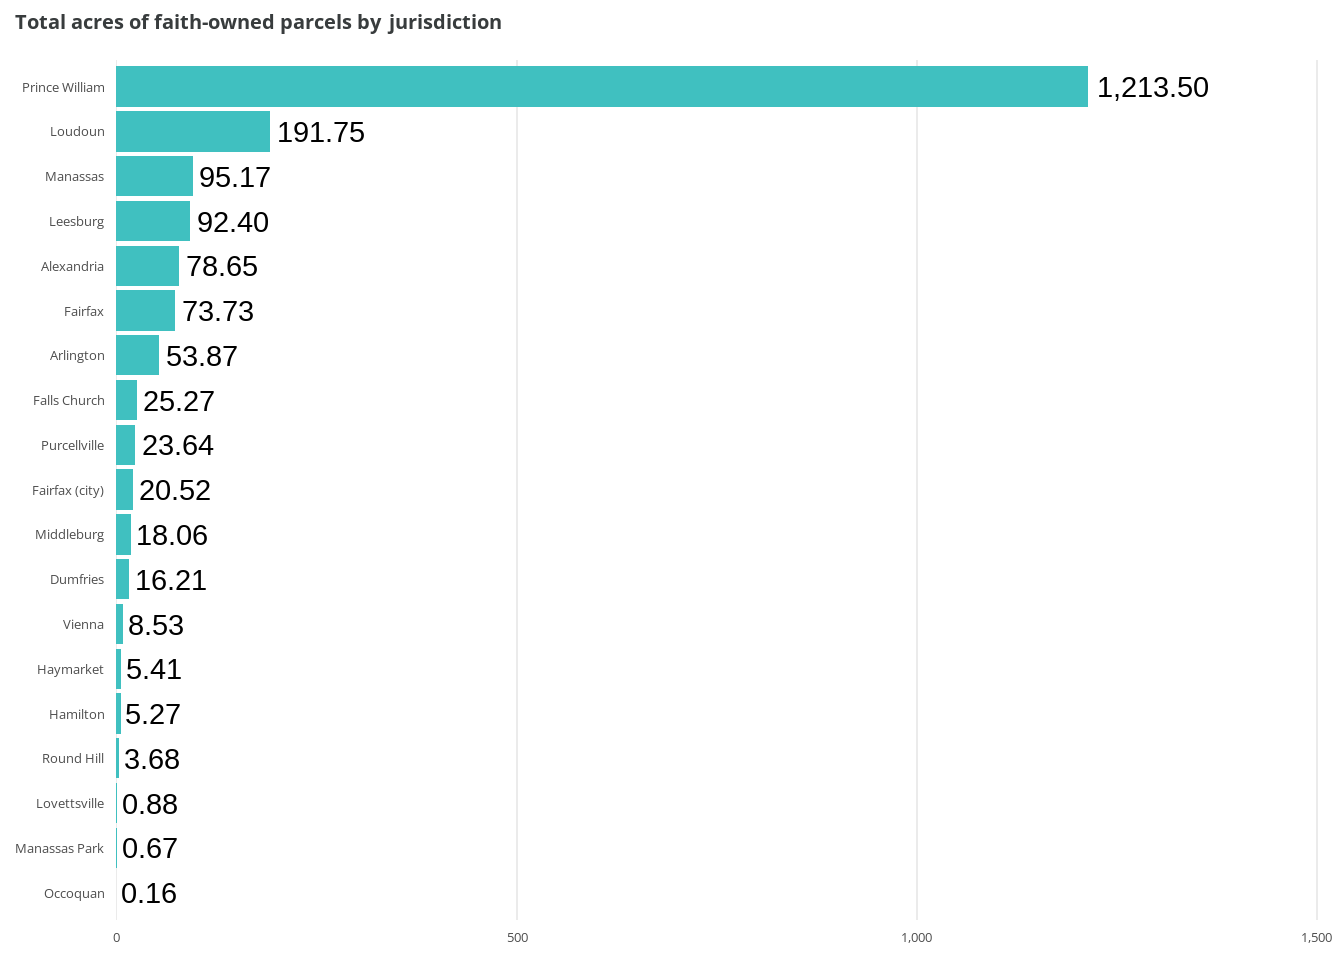 Total acres of faith-owned parcels by jurisdiction
Prince William 1,213.50
Loudoun 191.75
Manassas 95.17
Leesburg 92.40
Alexandria 78.65
Fairfax 73.73
Arlington 53.87
Falls Church 25.27
Purcellville 23.64
Fairfax (city) 20.52
Middleburg 18.06
Dumfries 16.21
Vienna 8.53
Haymarket 5.41
Hamilton 5.27
Round Hill 3.68
Lovettsville 0.88
Manassas Park 0.67
Occoquan 0.16
0 500 1,000 1,500